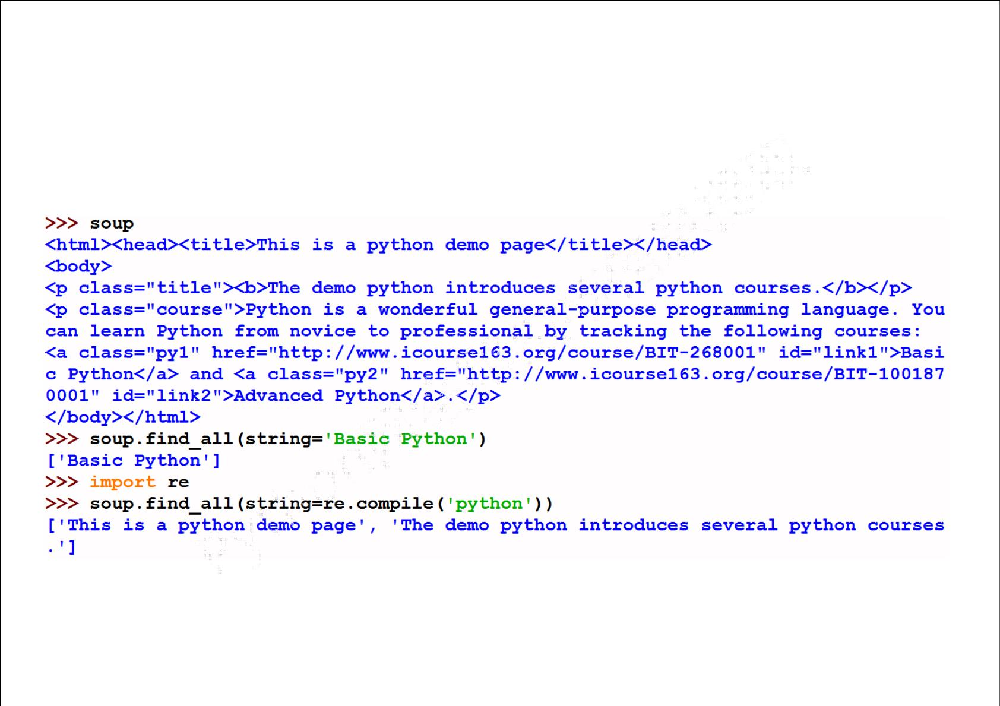 >>> soup
<html><head><title>This is a python demo page</title></head>
<body>
<p class="title"><b>The demo python introduces several python courses.</b></p>
<p class="course">Python is a wonderful general-purpose programming language. You
can learn Python from novice to professional by tracking the following courses:
<a class="py1" href="http://www.icourse163.org/course/BIT-268001" id="link1">Basi
c Python</a> and <a class="py2" href="http://www.icourse163.org/course/BIT-100187
0001" id="link2">Advanced Python</a>.</p>
</body></html>
>>> soup.find_all(string='Basic Python')
['Basic Python']
>>> import re
>>> soup.find_all(string=re.compile('python'))
['This is a python demo page', 'The demo python introduces several python courses
.']